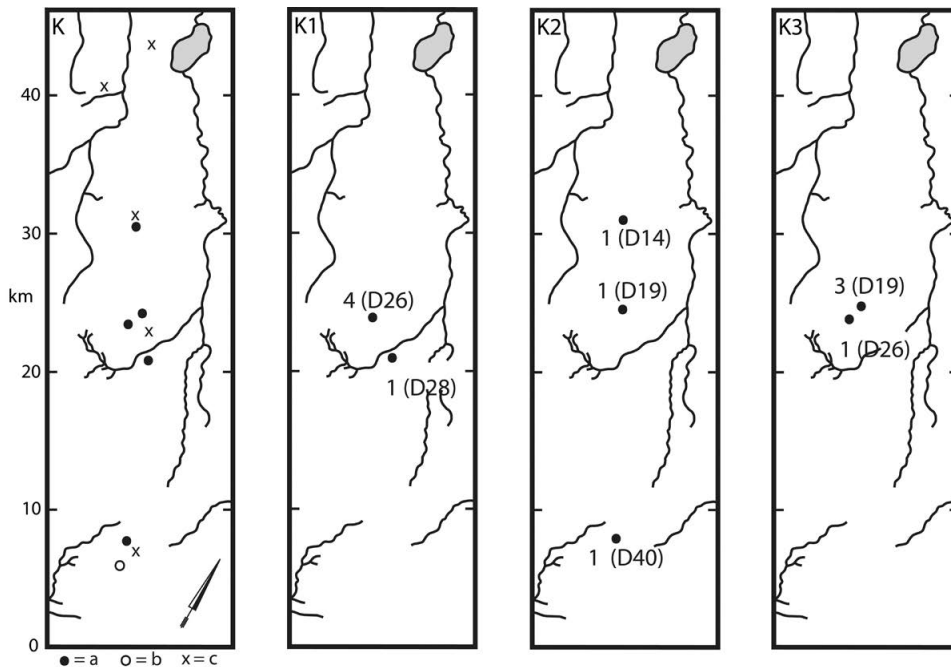 K
K1
K2
K3
x
x
40
x
30
1 (D14)
km
4 (D26)
1 (D19)
3 (D19)
x
1 (D26)
20
1 (D28)
10
x
1 (D40)
0
● = a ○ = b x = c